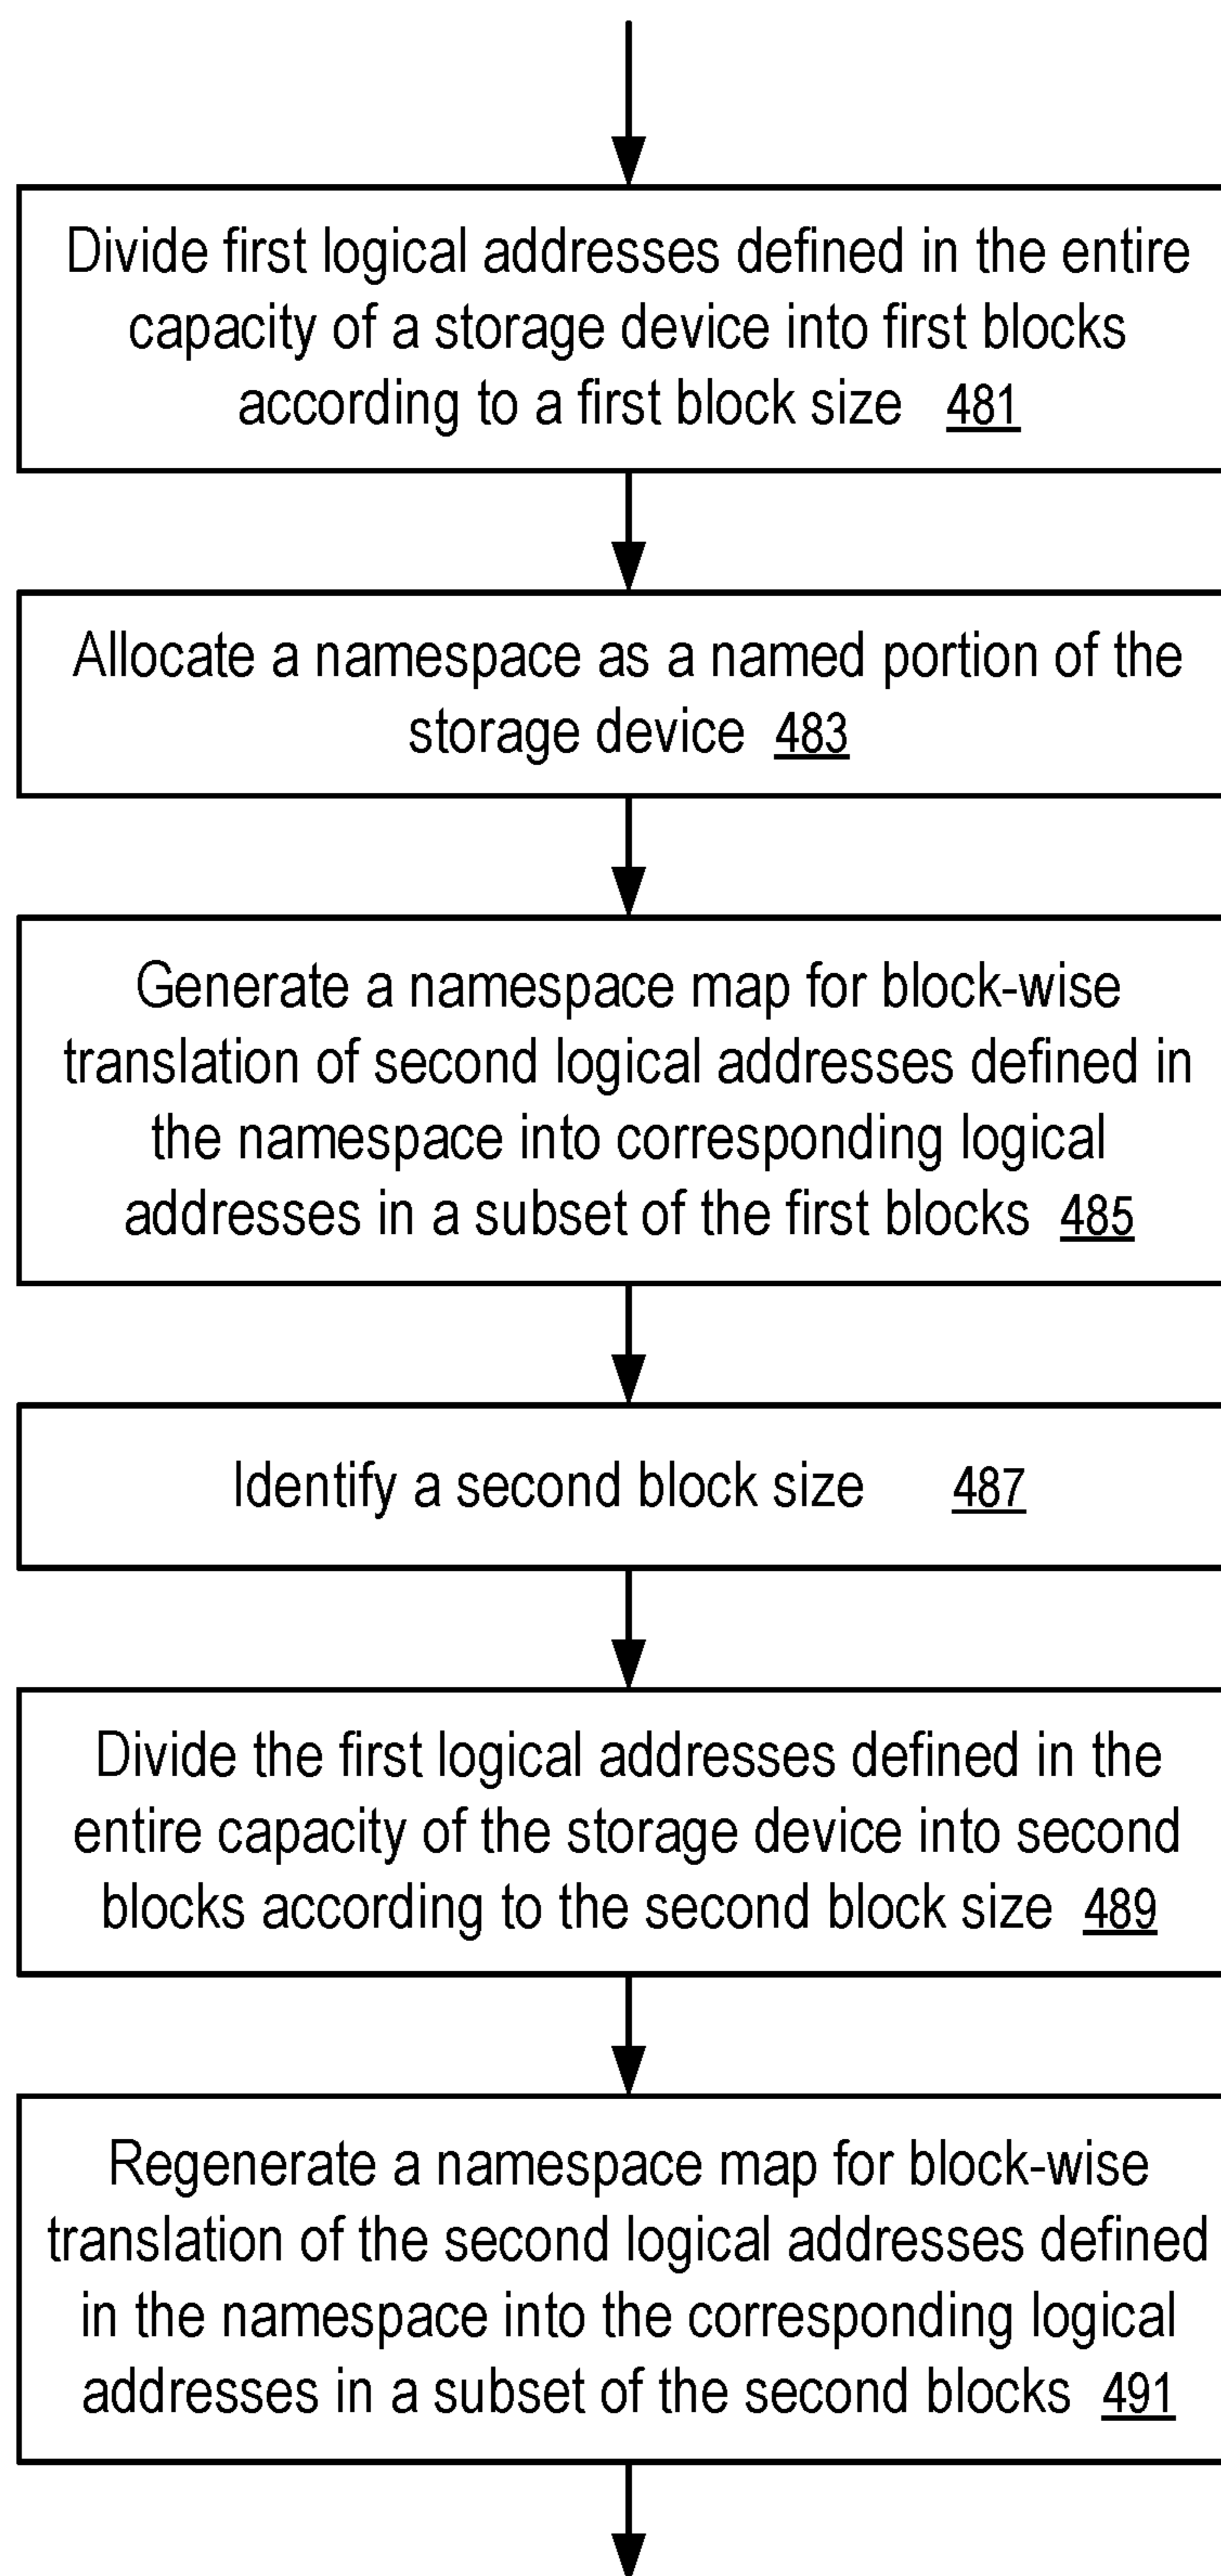 Divide first logical addresses defined in the entire
capacity of a storage device into first blocks
according to a first block size 481
Allocate a namespace as a named portion of the
storage device 483
Generate a namespace map for block-wise
translation of second logical addresses defined in
the namespace into corresponding logical
addresses in a subset of the first blocks 485
Identify a second block size 487
Divide the first logical addresses defined in the
entire capacity of the storage device into second
blocks according to the second block size 489
Regenerate a namespace map for block-wise
translation of the second logical addresses defined
in the namespace into the corresponding logical
addresses in a subset of the second blocks 491